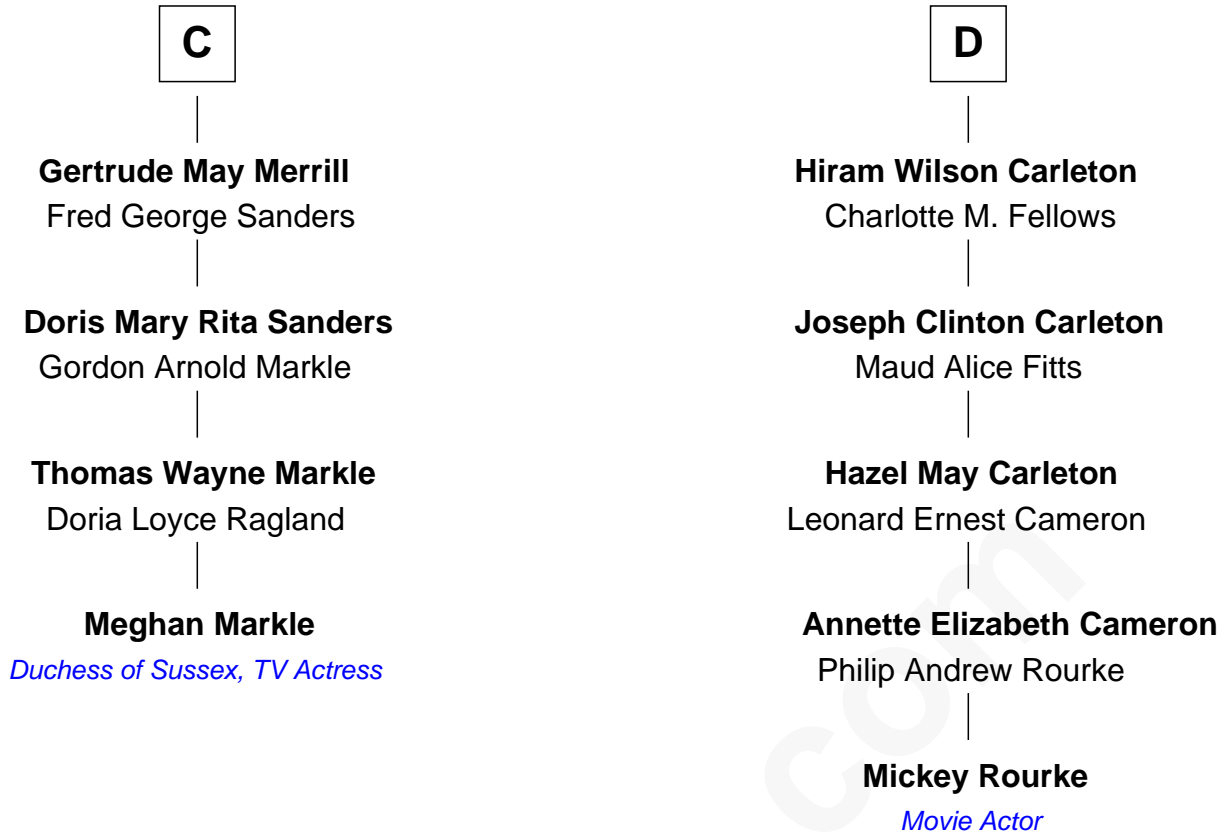 C
Gertrude May Merrill
Fred George Sanders
Doris Mary Rita Sanders
Gordon Arnold Markle
Thomas Wayne Markle
Doria Loyce Ragland
Meghan Markle
Duchess of Sussex, TV Actress
D
Hiram Wilson Carleton
Charlotte M. Fellows
Joseph Clinton Carleton
Maud Alice Fitts
Hazel May Carleton
Leonard Ernest Cameron
Annette Elizabeth Cameron
Philip Andrew Rourke
Mickey Rourke
Movie Actor
com